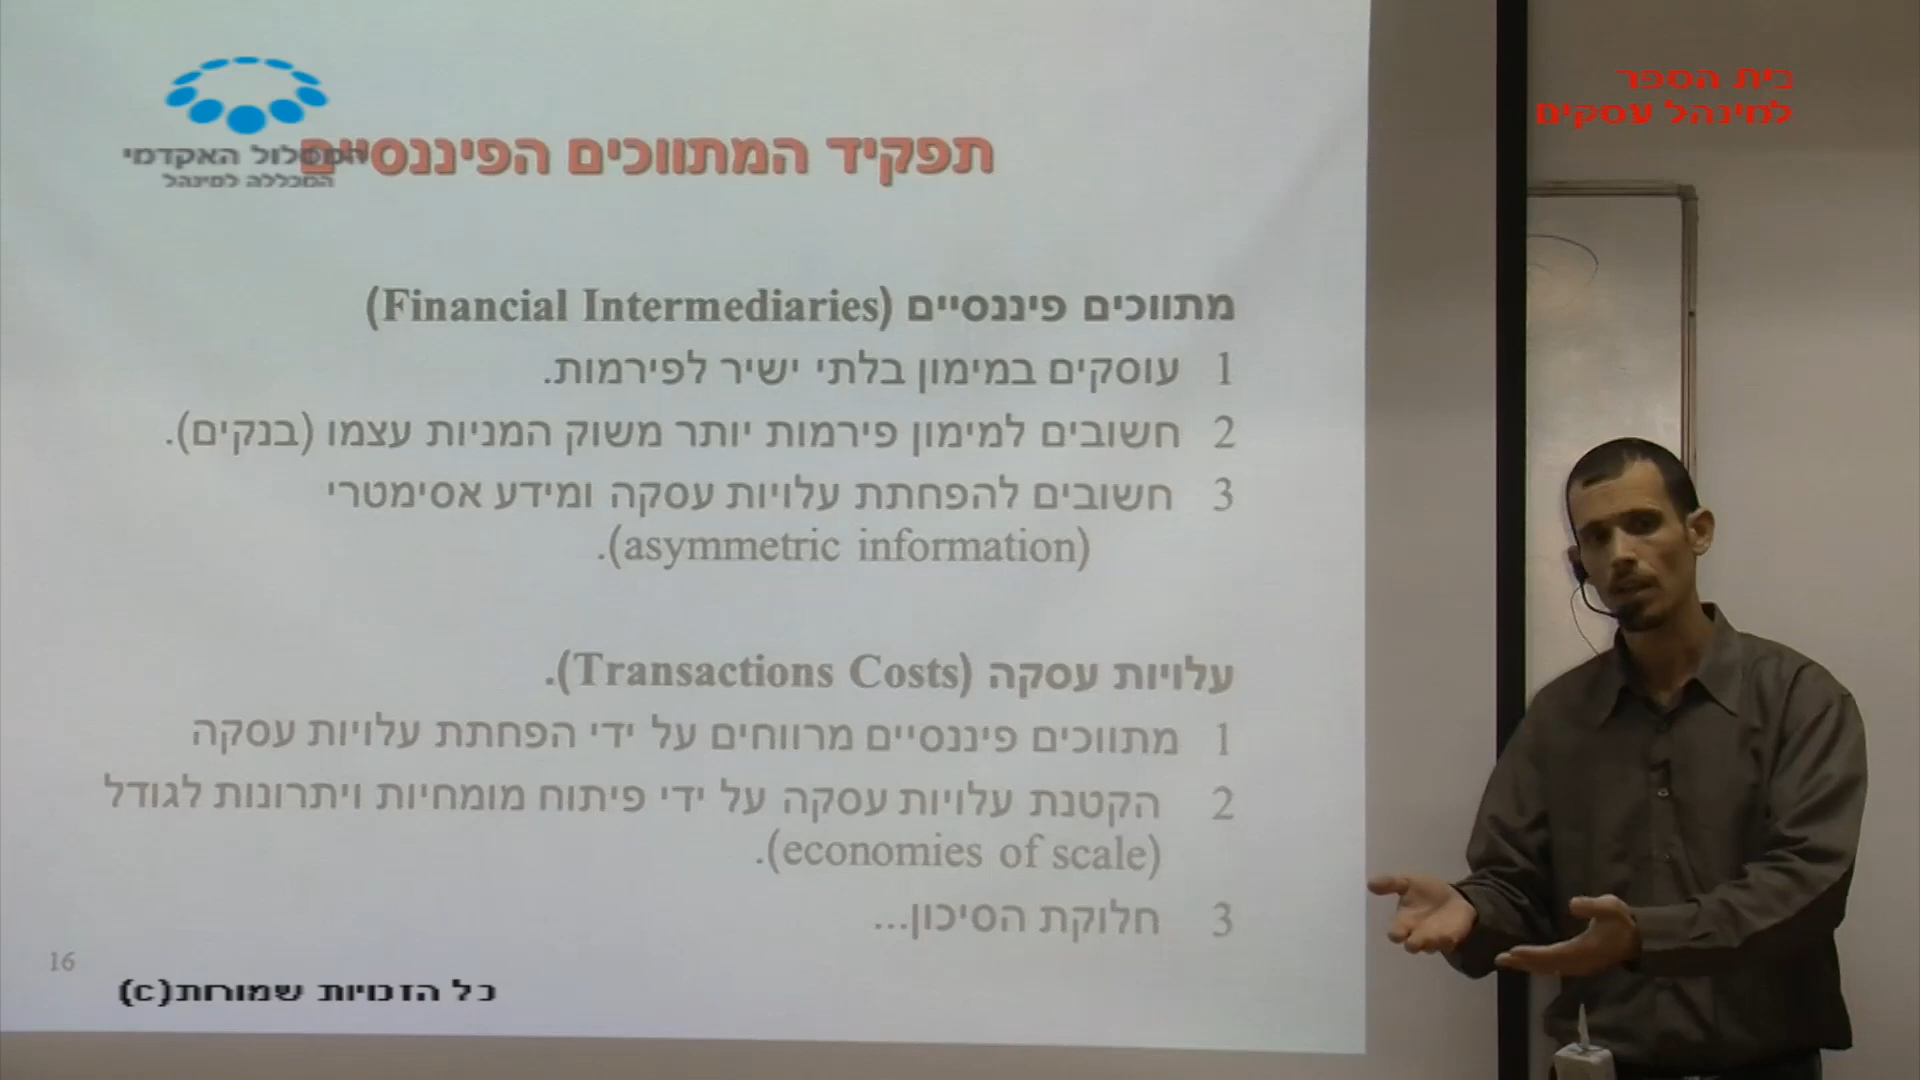 בית הספר
למינהל עסקים
המסלול האקדמי
המכללה למינהל
תפקיד המתווכים הפיננסיים
מתווכים פיננסיים (Financial Intermediaries)
1 עוסקים במימון בלתי ישיר לפירמות.
2 חשובים למימון פירמות יותר משוק המניות עצמו (בנקים).
3 חשובים להפחתת עלויות עסקה ומידע אסימטרי
(asymmetric information).
עלויות עסקה (Transactions Costs).
1 מתווכים פיננסיים מרווחים על ידי הפחתת עלויות עסקה
2 הקטנת עלויות עסקה על ידי פיתוח מומחיות ויתרונות לגודל
(economies of scale).
3 חלוקת הסיכון...
16
כל הזכויות שמורות(c)